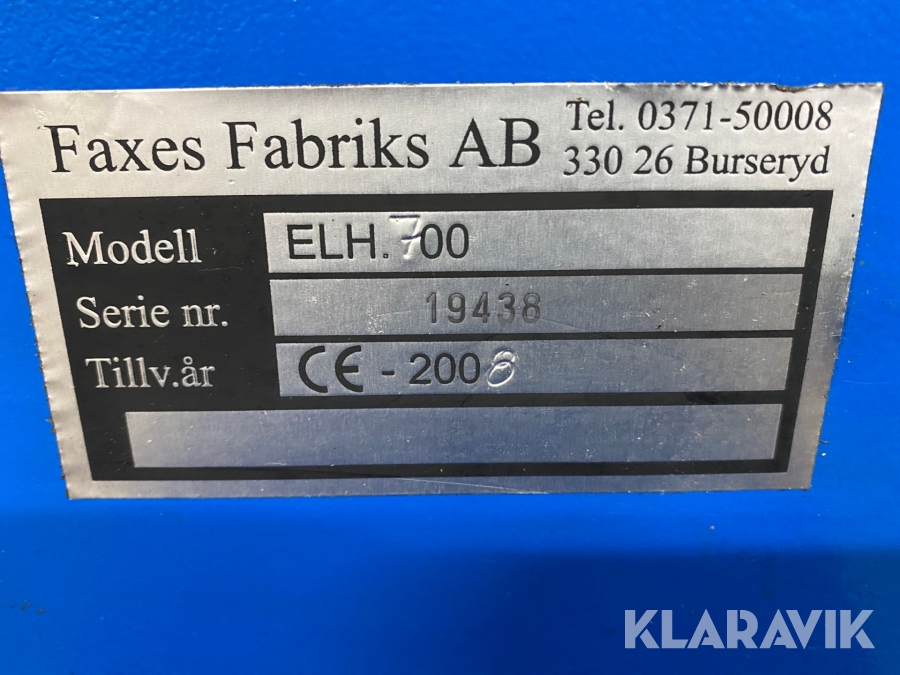 Faxes Fabriks AB
Tel. 0371-50008
330 26 Burseryd
Modell ELH.700
Serie nr. 19438
Tillv.år CE - 2008
KLARAVIK